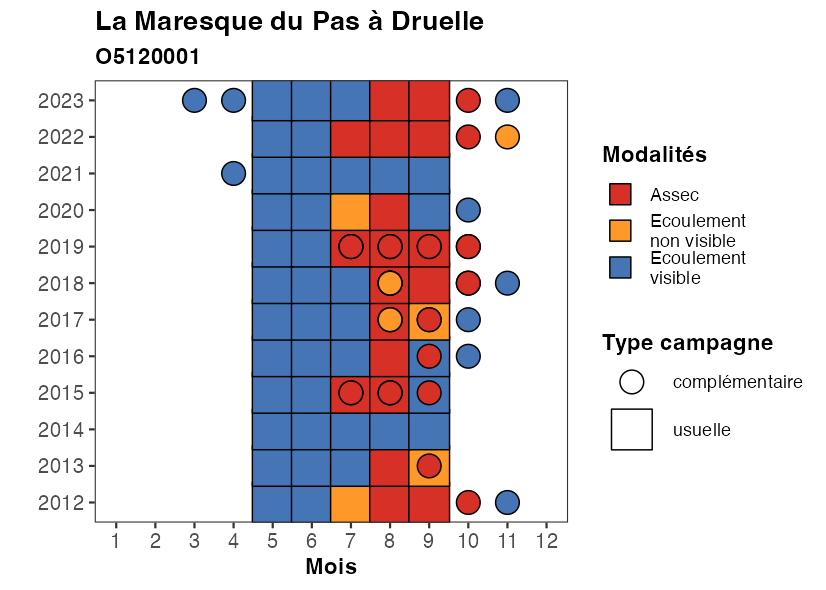 La Maresque du Pas à Druelle
O5120001
2023
2022
2021
2020
2019
2018
2017
2016
2015
2014
2013
2012
1 2 3 4 5 6 7 8 9 10 11 12
Mois
Modalités
Assec
Ecoulement
non visible
Ecoulement
visible
Type campagne
complémentaire
usuelle